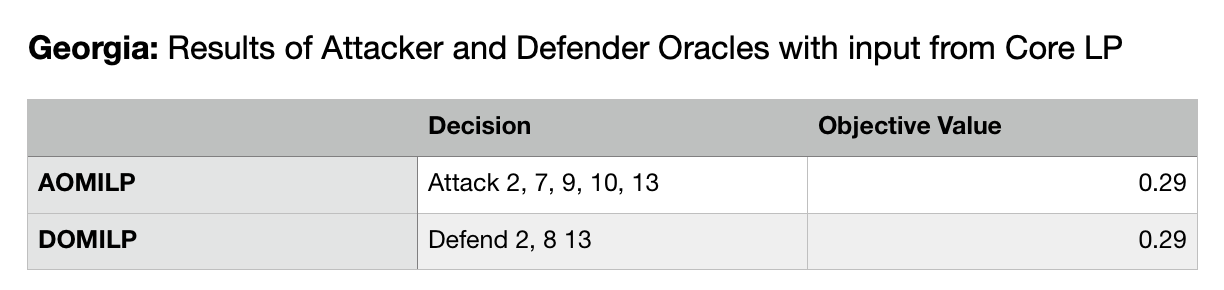 Georgia: Results of Attacker and Defender Oracles with input from Core LP
Decision Objective Value
AOMILP Attack 2, 7, 9, 10, 13 0.29
DOMILP Defend 2, 8 13 0.29